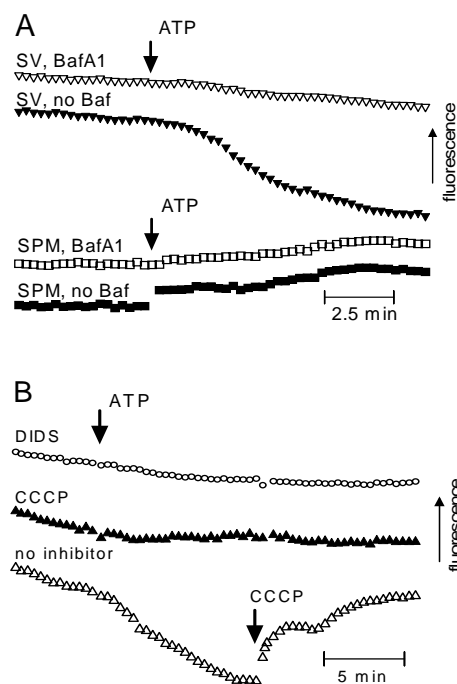 A
ATP
SV, BafA1
SV, no Baf
fluorescence
ATP
SPM, BafA1
SPM, no Baf
2.5 min
B
ATP
DIDS
CCCP
no inhibitor
fluorescence
CCCP
5 min